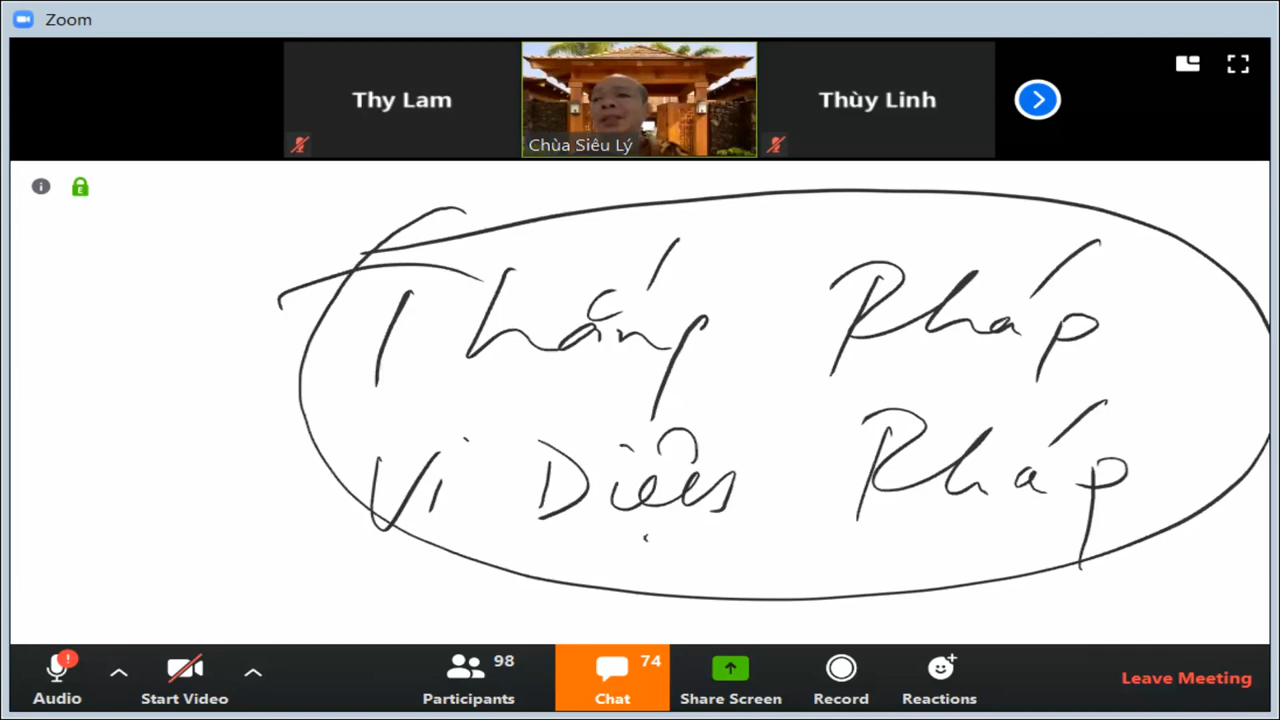 Zoom
Thy Lam
Chùa Siêu Lý
Thùy Linh
E
Thắng Pháp
Vi Diệu Pháp
Audio
Start Video
98
Participants
74
Chat
Share Screen
Record
Reactions
Leave Meeting